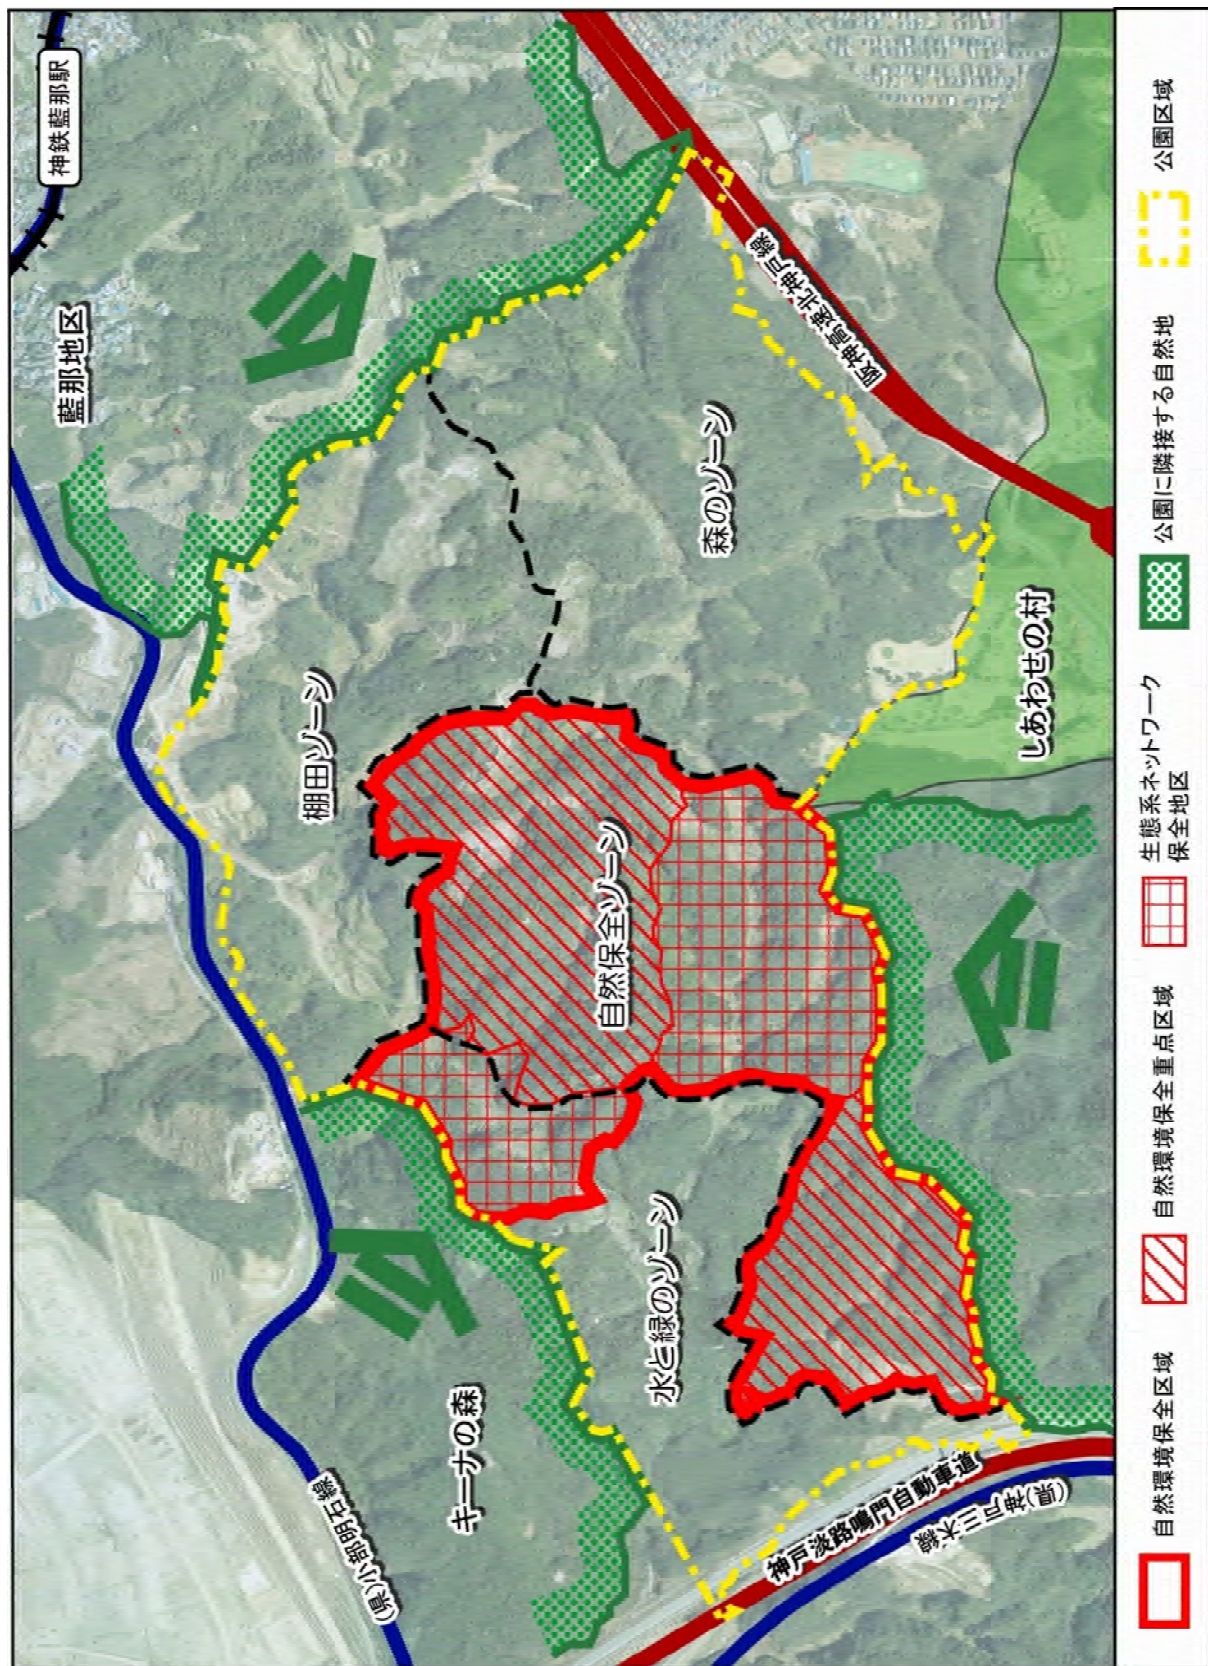 神鉄藍那駅
藍那地区
阪神高速北神戸線
森のゾーン
棚田ゾーン
しあわせの村
自然保全ゾーン
水と緑のゾーン
キーナの森
(県)小部明石線
神戸淡路鳴門自動車道
(県)神戸三木線
自然環境保全区域
自然環境保全重点区域
生態系ネットワーク
保全地区
公園に隣接する自然地
公園区域